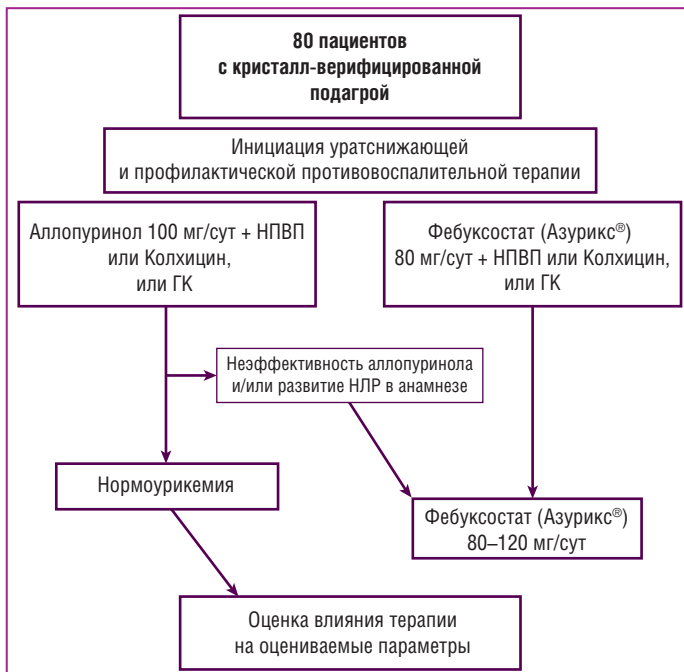 80 пациентов
с кристалл-верифицированной
подагрой
Инициация уратснижающей
и профилактической противовоспалительной терапии
Аллопуринол 100 мг/сут + НПВП
или Колхицин,
или ГК
Фебуксостат (Азурикс®)
80 мг/сут + НПВП или Колхицин,
или ГК
Неэффективность аллопуринола
и/или развитие НЛР в анамнезе
Нормоурикемия
Фебуксостат (Азурикс®)
80–120 мг/сут
Оценка влияния терапии
на оцениваемые параметры